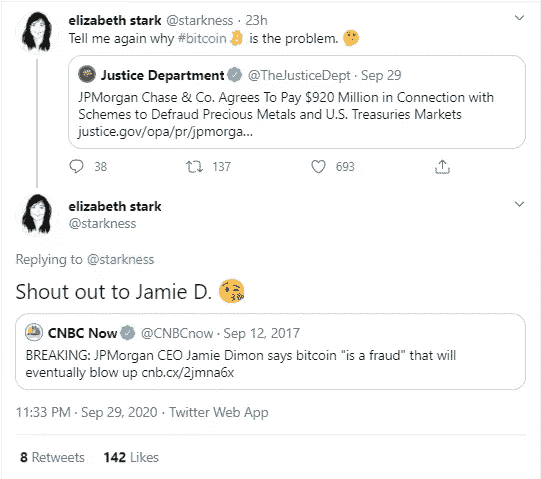 elizabeth stark @starkness · 23h
Tell me again why #bitcoin is the problem.
Justice Department @TheJusticeDept · Sep 29
JPMorgan Chase & Co. Agrees To Pay $920 Million in Connection with
Schemes to Defraud Precious Metals and U.S. Treasuries Markets
justice.gov/opa/pr/jpmorga...
38 137 693
elizabeth stark
@starkness
Replying to @starkness
Shout out to Jamie D. 😘
CNBC Now @CNBCnow · Sep 12, 2017
BREAKING: JPMorgan CEO Jamie Dimon says bitcoin "is a fraud" that will
eventually blow up cnb.cx/2jmna6x
11:33 PM · Sep 29, 2020 · Twitter Web App
8 Retweets 142 Likes